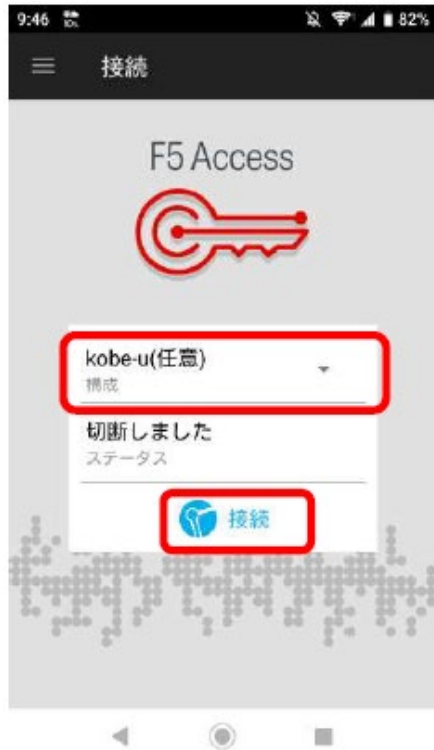 9:46
82%
接続
F5 Access
kobe-u(任意)
構成
切断しました
ステータス
接続